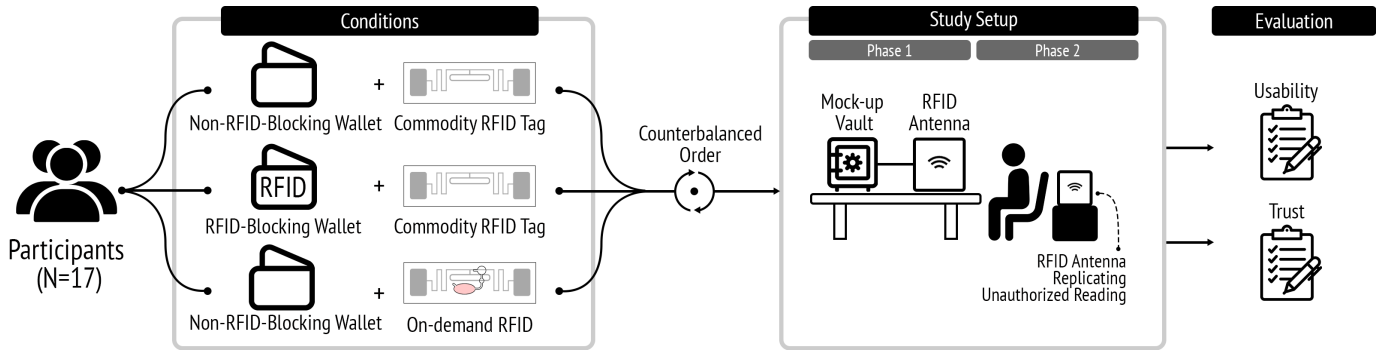 Conditions
Study Setup
Evaluation
Phase 1
Phase 2
Participants
(N=17)
Non-RFID-Blocking Wallet
+
Commodity RFID Tag
RFID
RFID-Blocking Wallet
+
Commodity RFID Tag
Non-RFID-Blocking Wallet
+
On-demand RFID
Counterbalanced
Order
Mock-up
Vault
RFID
Antenna
RFID Antenna
Replicating
Unauthorized Reading
Usability
Trust